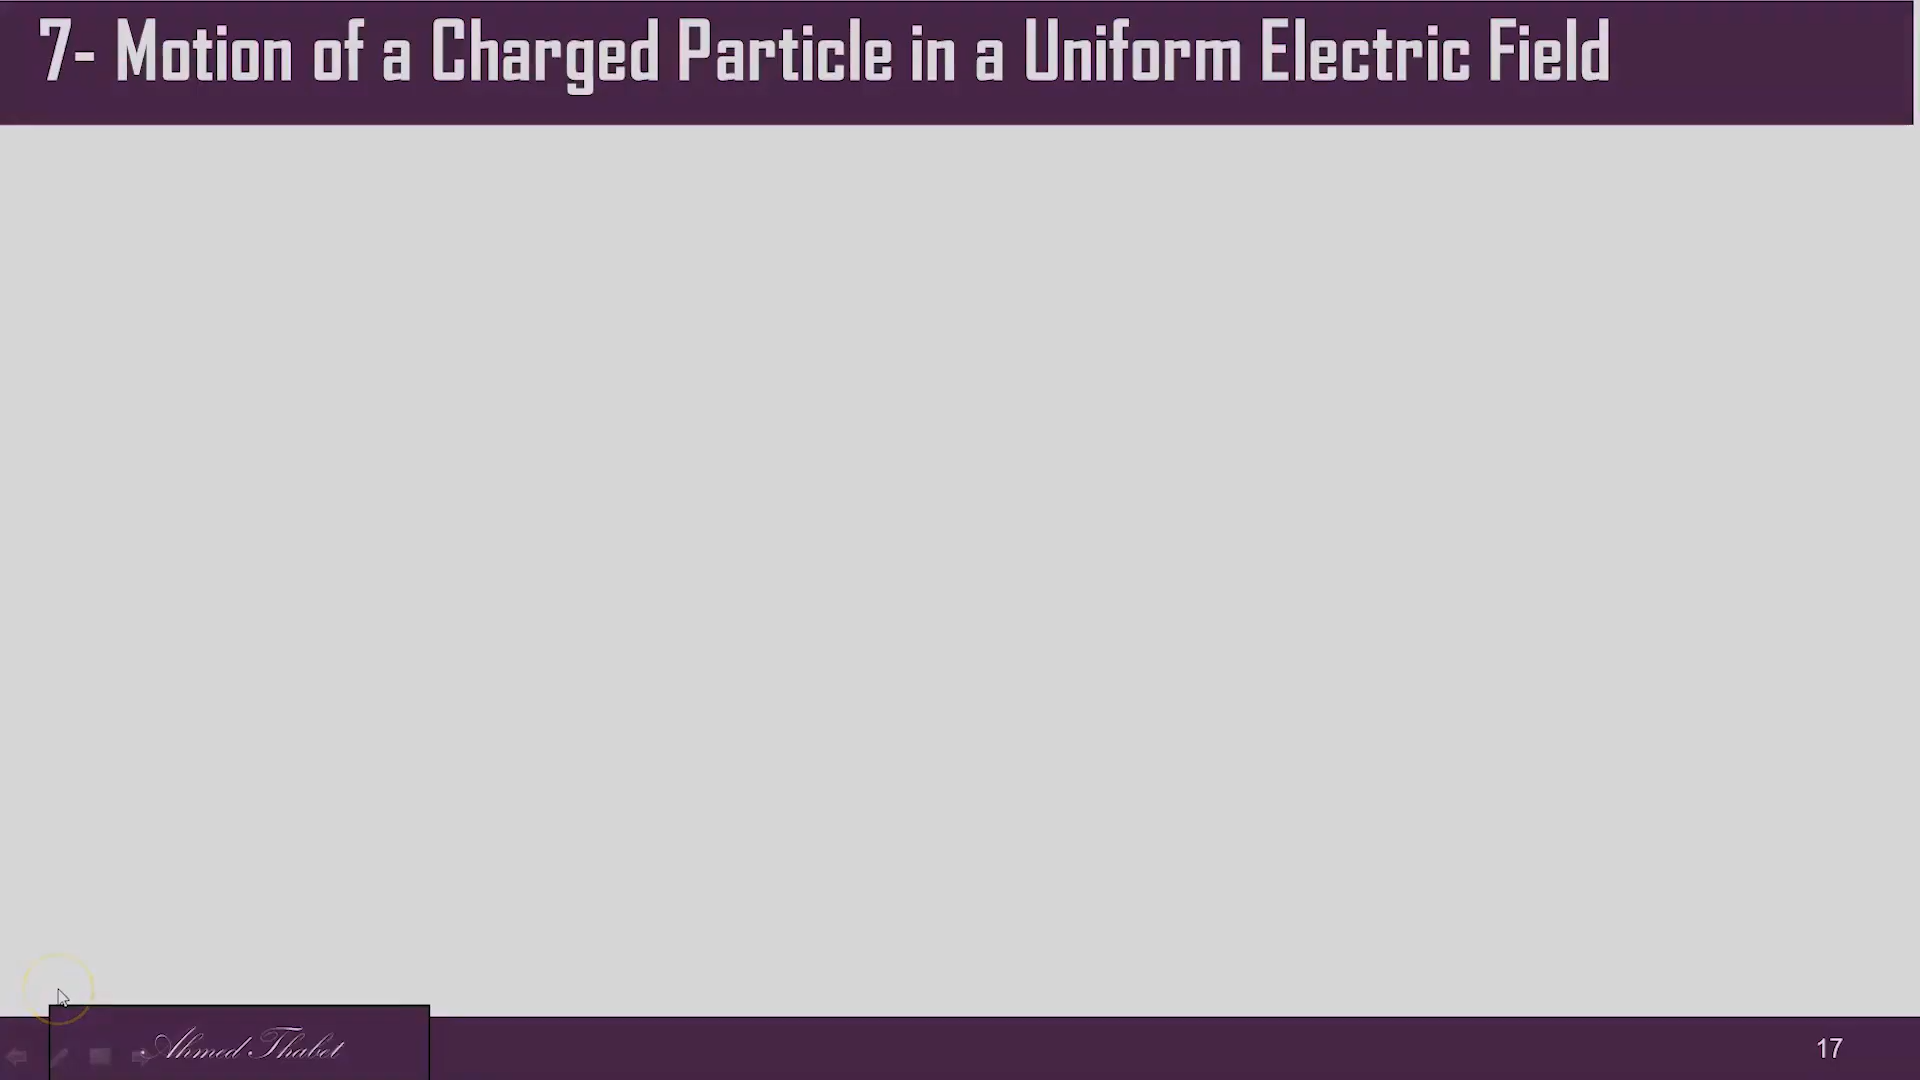 7- Motion of a Charged Particle in a Uniform Electric Field
Ahmed Thabet
17